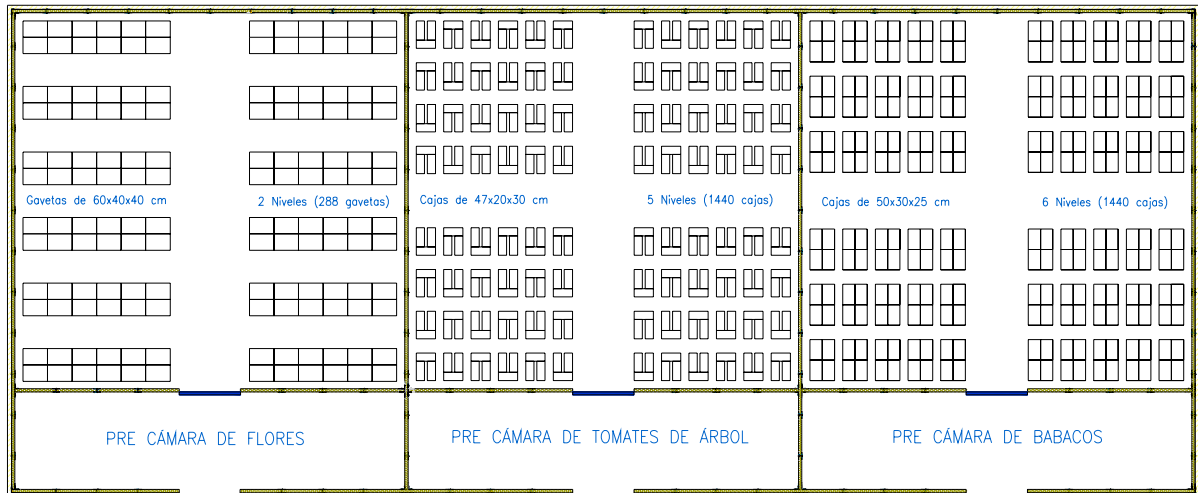 Gavetas de 60x40x40 cm
2 Niveles (288 gavetas)
Cajas de 47x20x30 cm
5 Niveles (1440 cajas)
Cajas de 50x30x25 cm
6 Niveles (1440 cajas)
PRE CÁMARA DE FLORES
PRE CÁMARA DE TOMATES DE ÁRBOL
PRE CÁMARA DE BABACOS